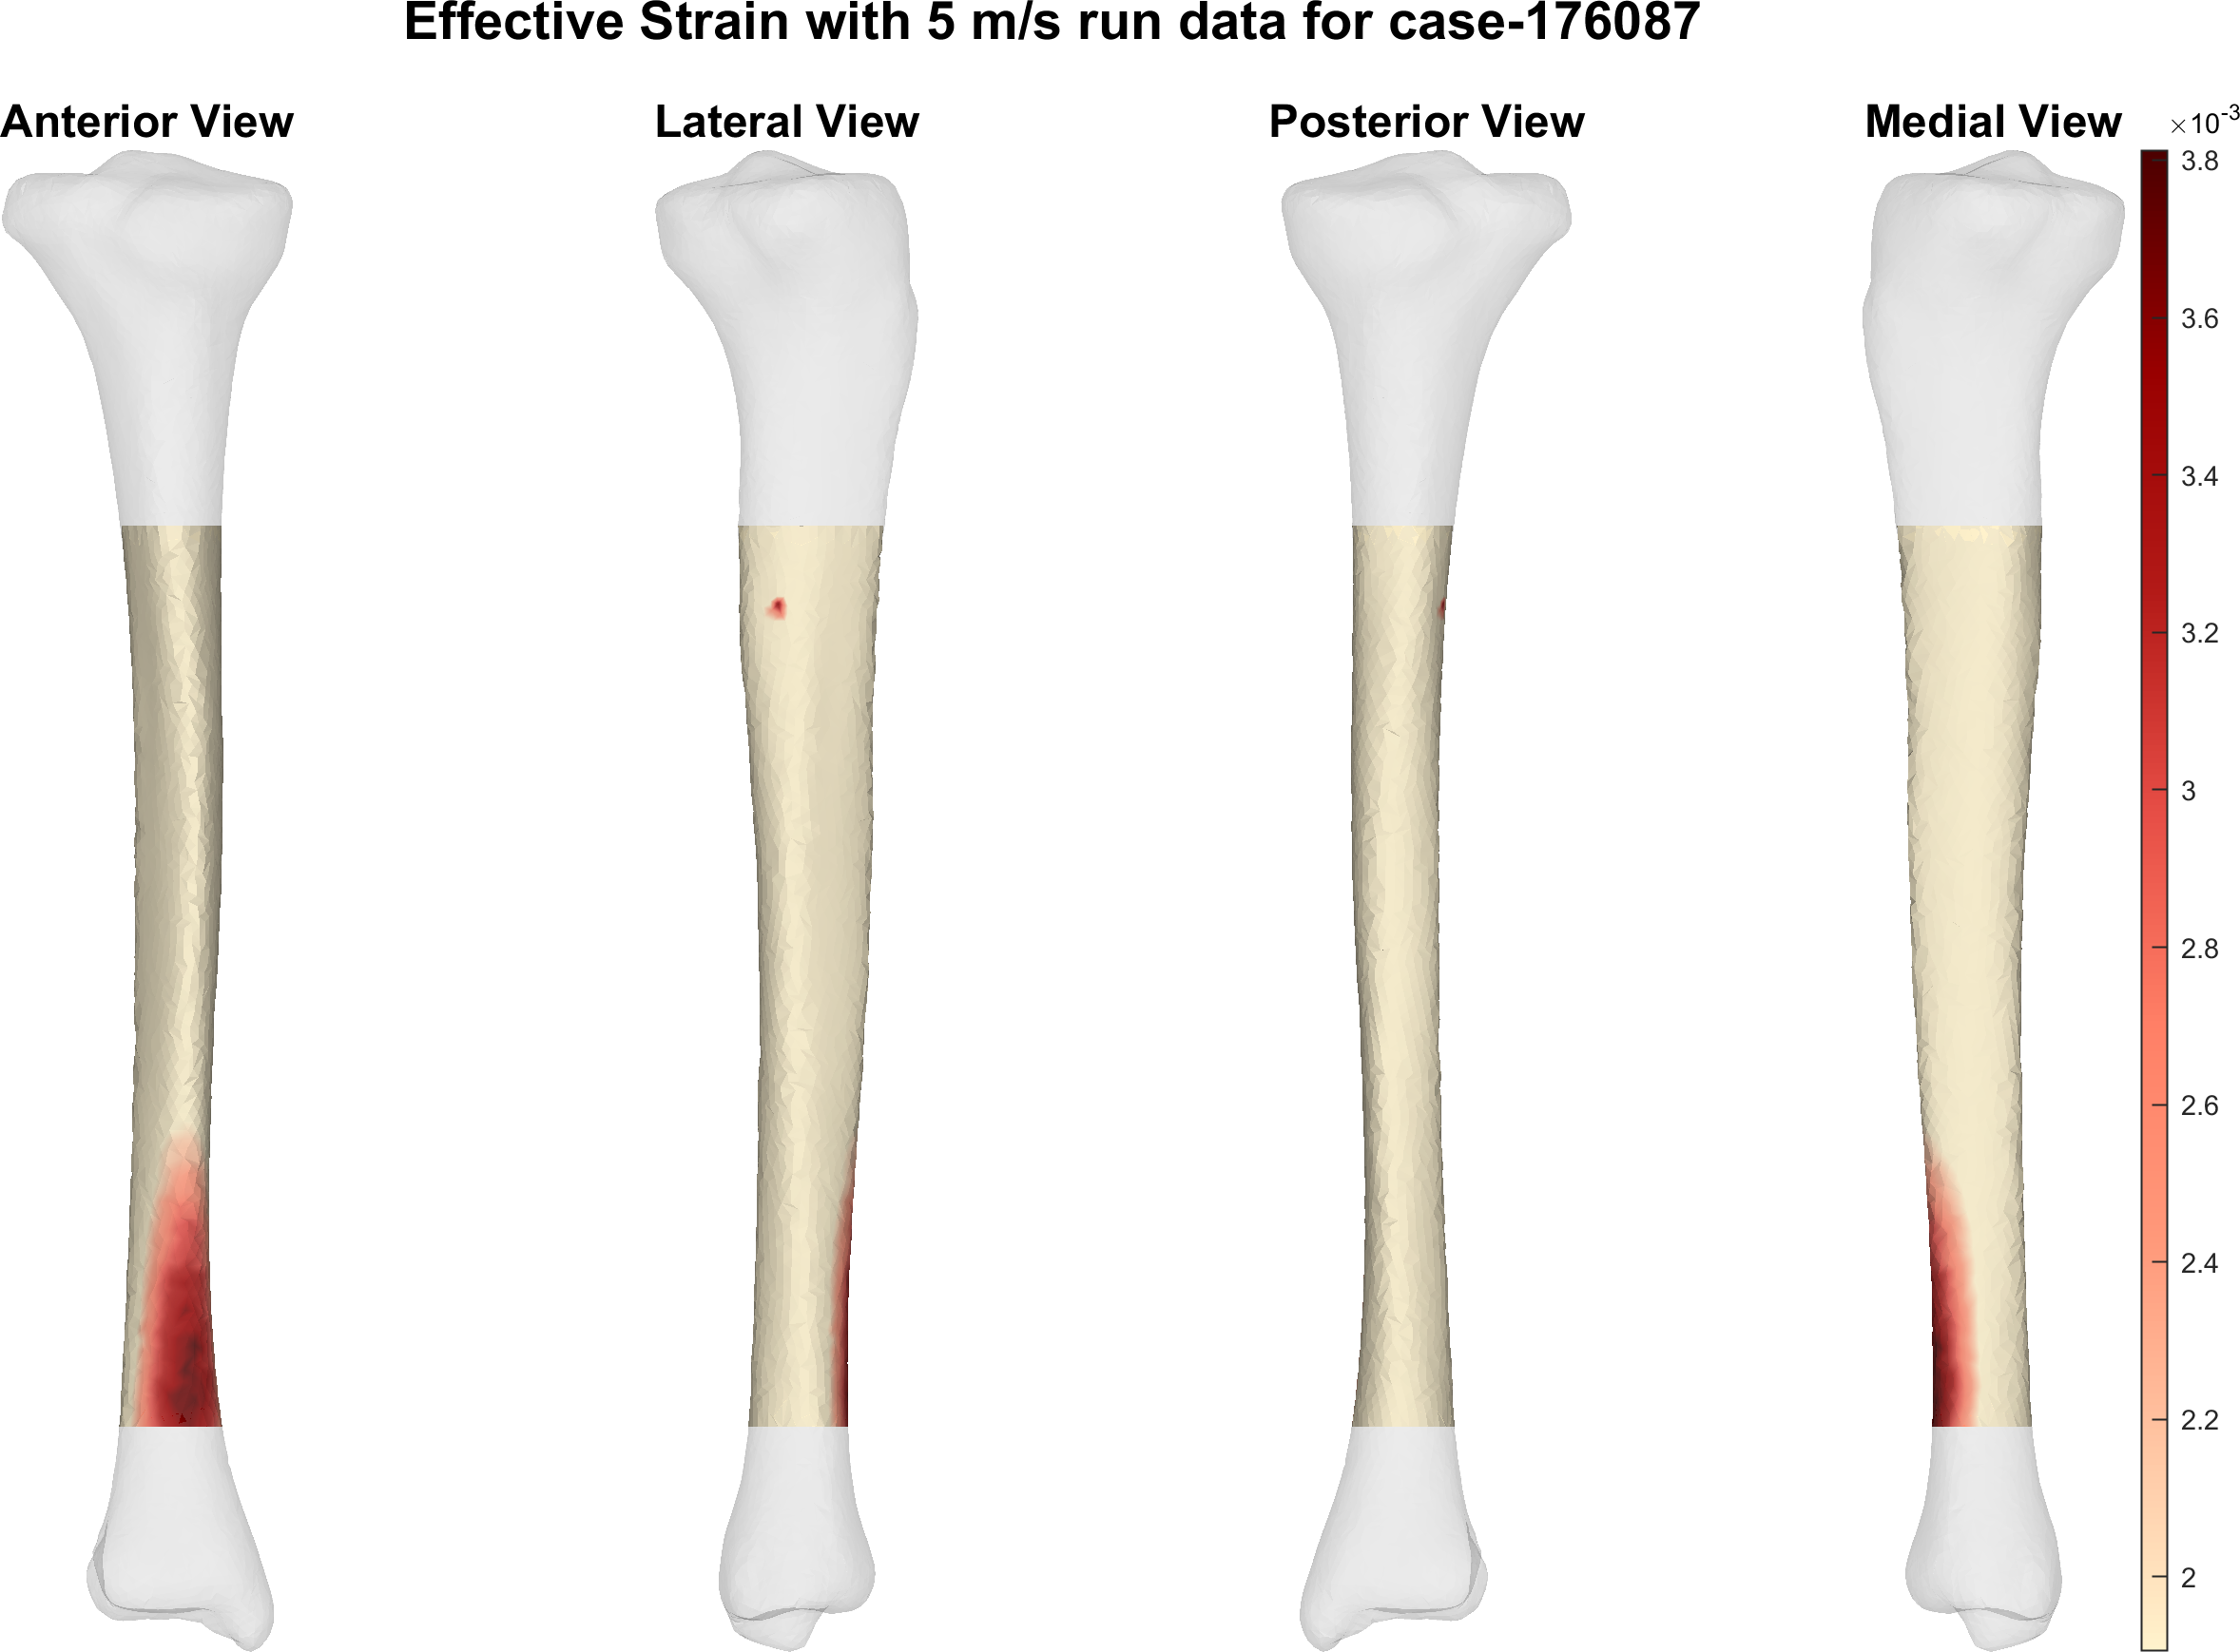 Effective Strain with 5 m/s run data for case-176087
Anterior View
Lateral View
Posterior View
Medial View
×10-3
3.8
3.6
3.4
3.2
3
2.8
2.6
2.4
2.2
2